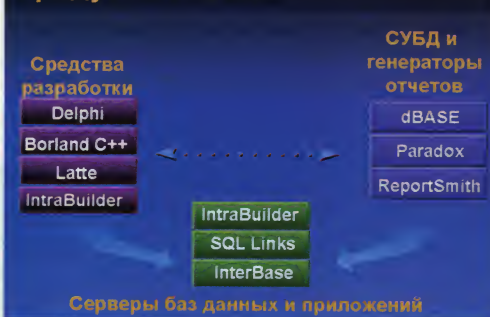 Средства
разработки
Delphi
Borland C++
Latte
IntraBuilder
СУБД и
генераторы
отчетов
dBASE
Paradox
ReportSmith
IntraBuilder
SQL Links
InterBase
Серверы баз данных и приложений